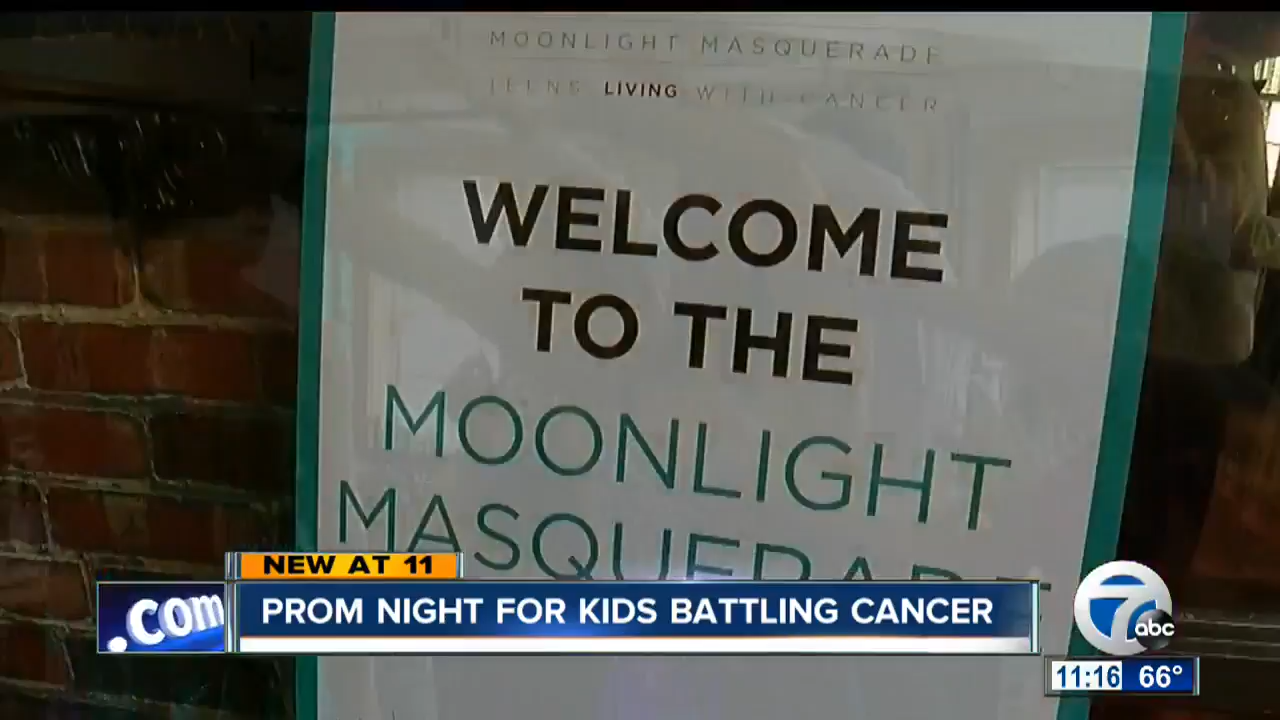 MOONLIGHT MASQUERADE
TEENS LIVING WITH CANCER
WELCOME
TO THE
MOONLIGHT
MASQUERADE
NEW AT 11
.com
PROM NIGHT FOR KIDS BATTLING CANCER
7
abc
11:16 66°